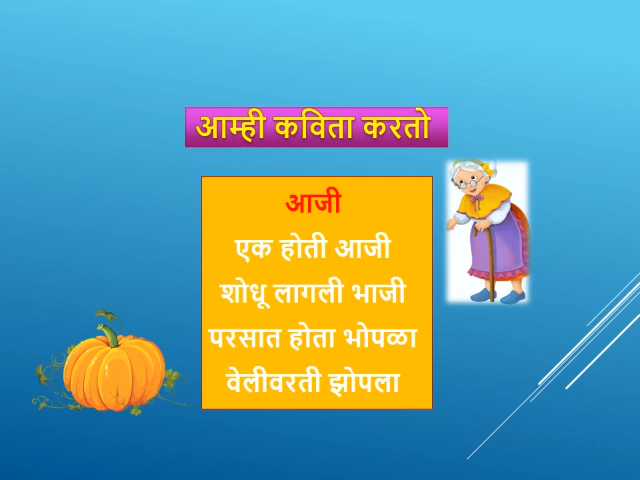 आम्ही कविता करतो
आजी
एक होती आजी
शोधू लागली भाजी
परसात होता भोपळा
वेलीवरती झोपला